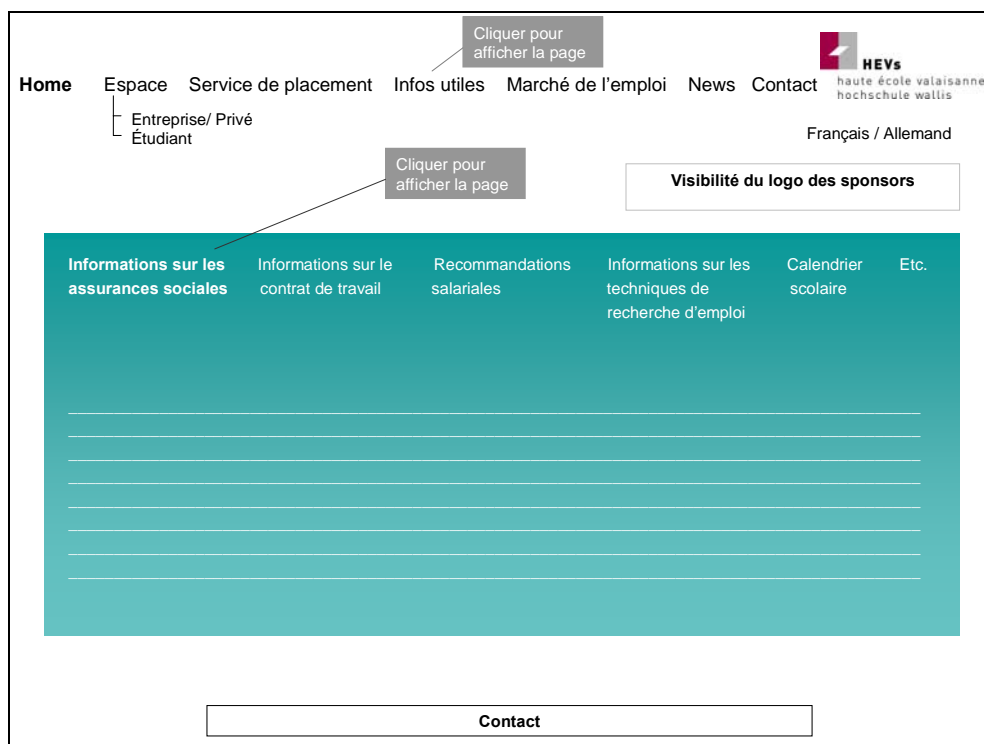 Cliquer pour
afficher la page
HEVs
haute école valaisanne
hochschule wallis
Home Espace Service de placement Infos utiles Marché de l'emploi News Contact
Entreprise/ Privé
Étudiant
Français / Allemand
Cliquer pour
afficher la page
Visibilité du logo des sponsors
Informations sur les
assurances sociales
Informations sur le
contrat de travail
Recommandations
salariales
Informations sur les
techniques de
recherche d'emploi
Calendrier
scolaire
Etc.
Contact